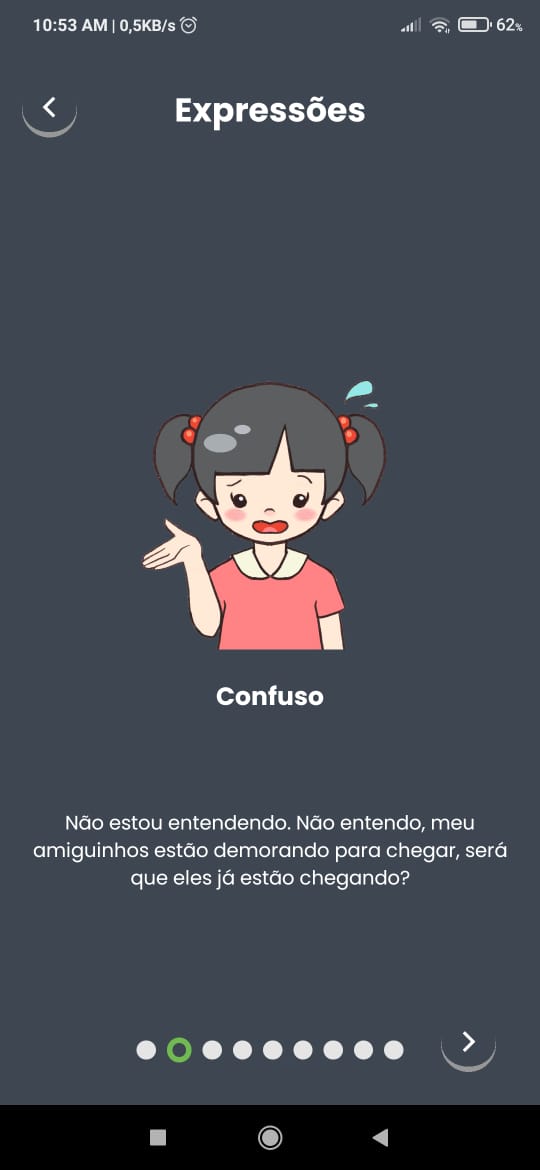 10:53 AM | 0,5KB/s
62%
Expressões
Confuso
Não estou entendendo. Não entendo, meu
amiguinhos estão demorando para chegar, será
que eles já estão chegando?